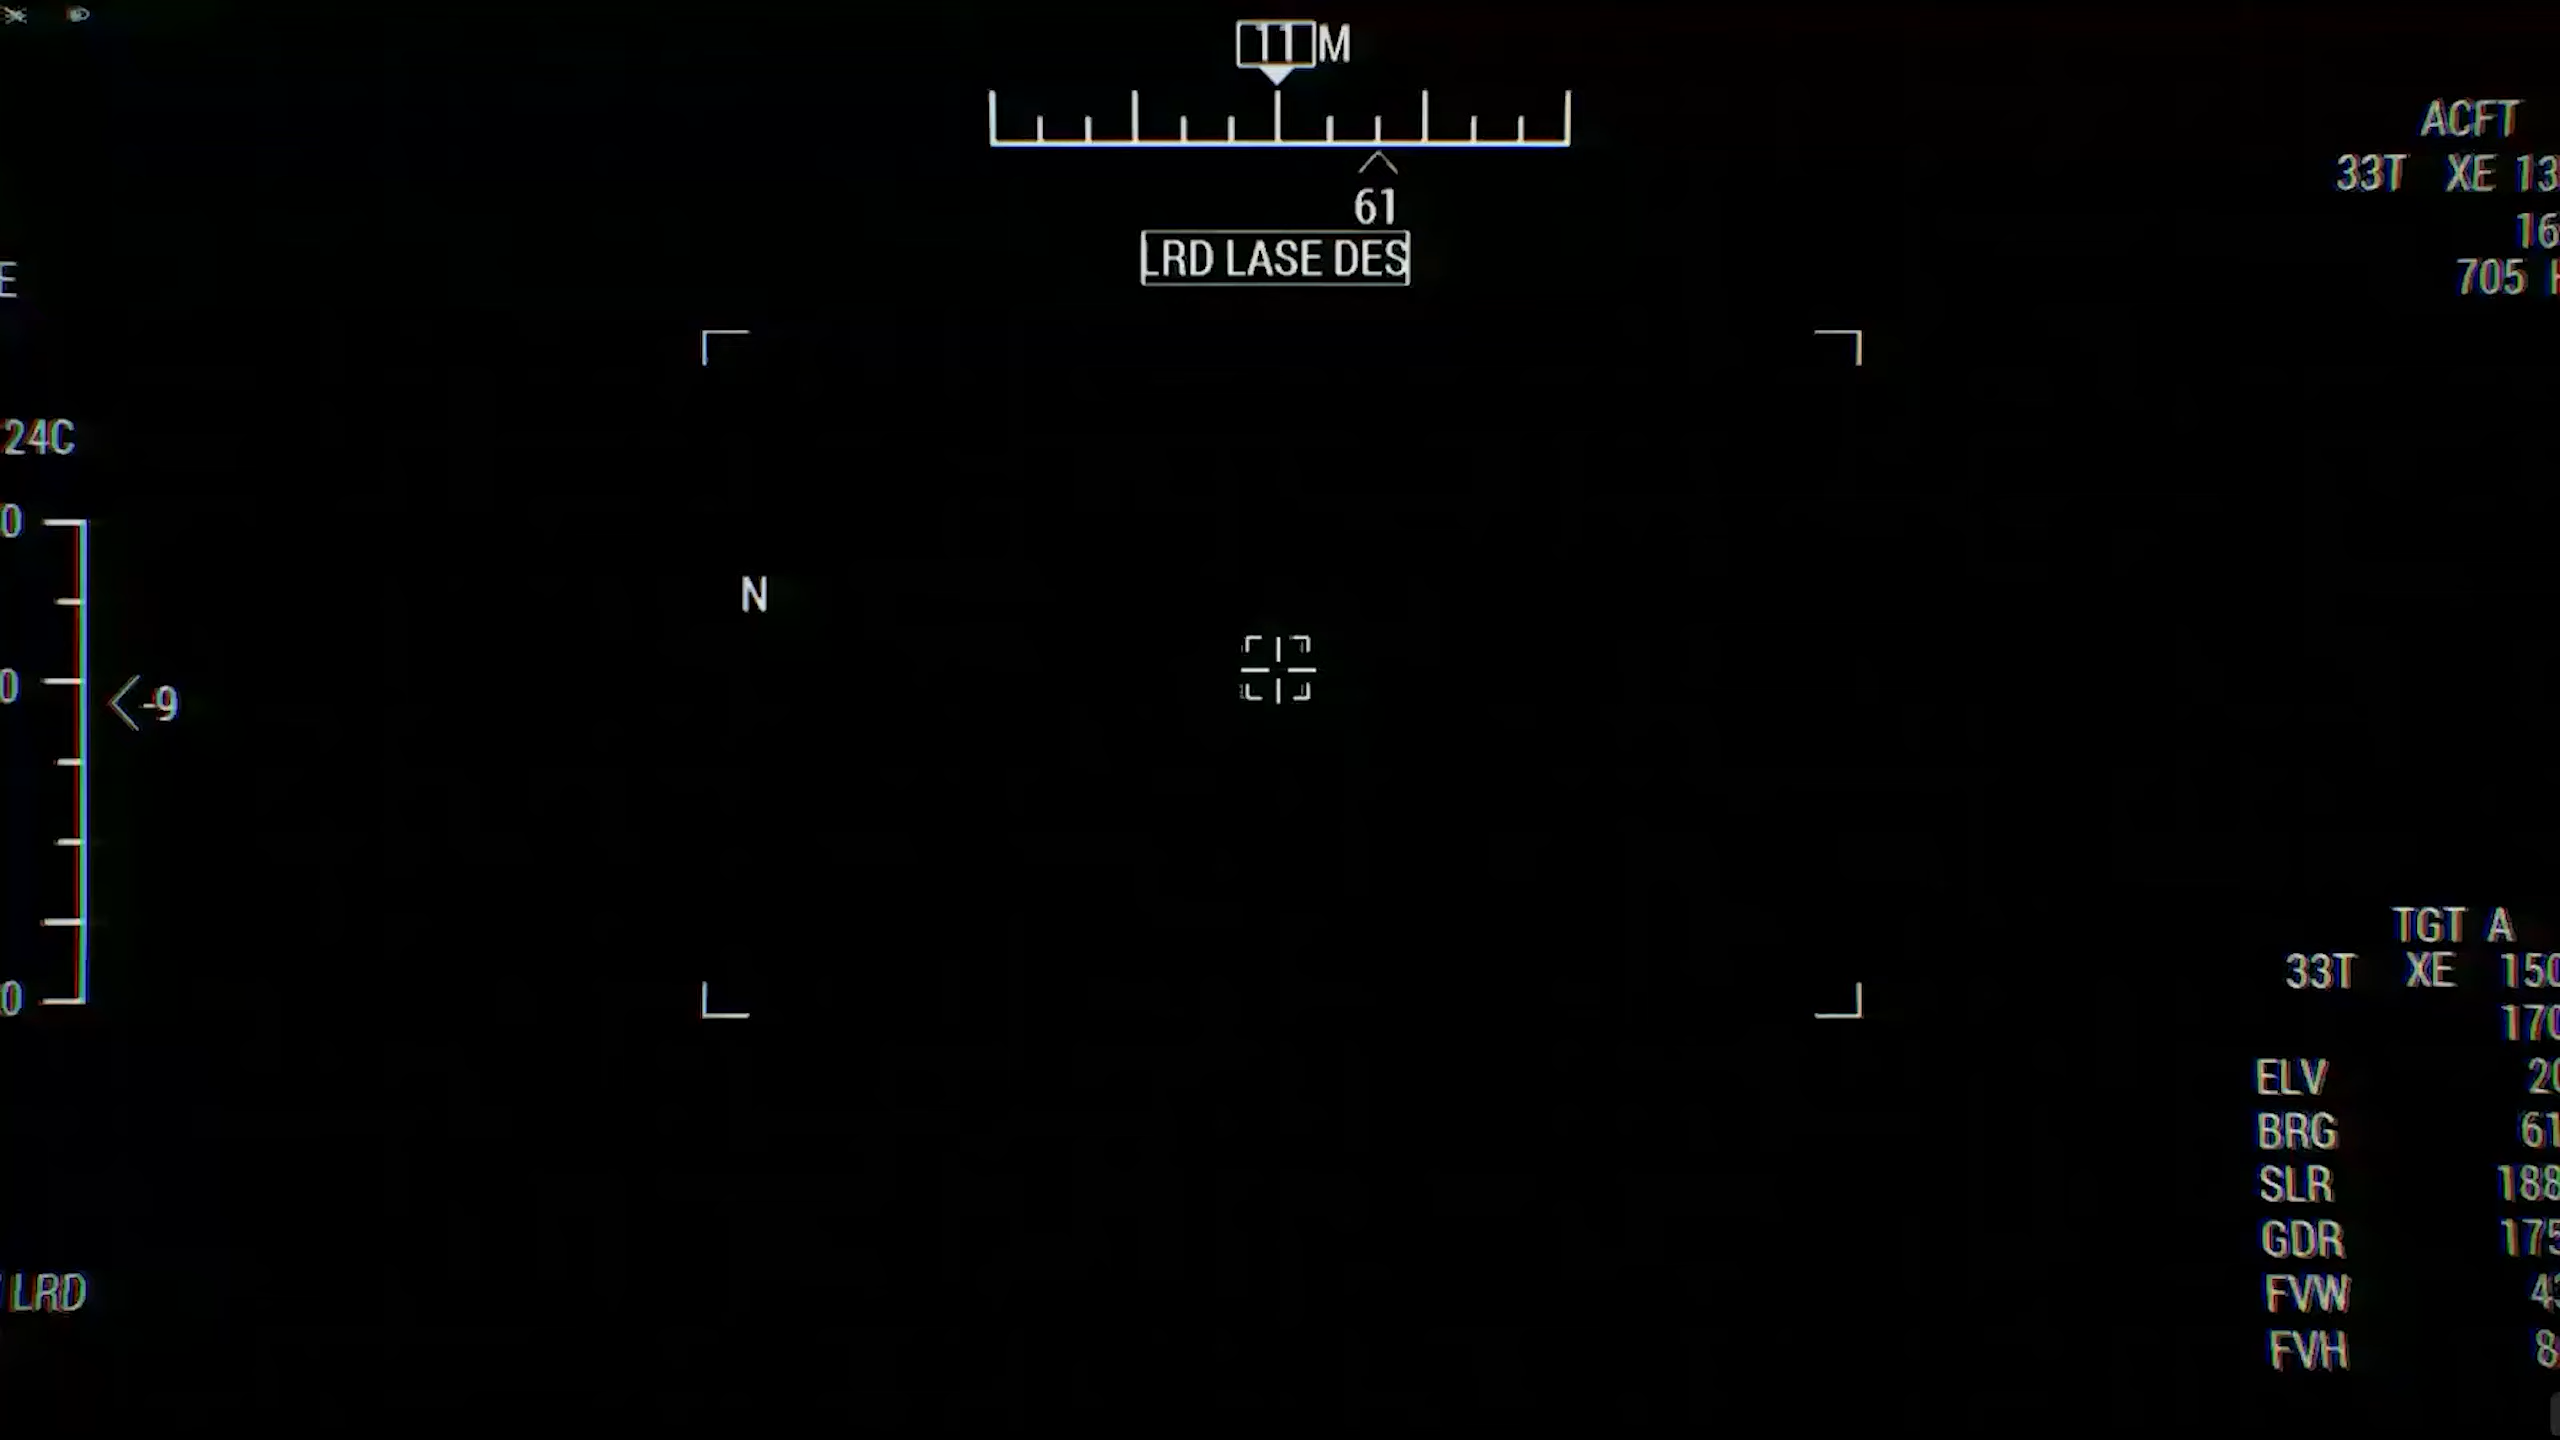 11 M
ACFT
33T XE 13
61
16
LRD LASE DES
705 H
E
24C
0
N
0
-9
TGT A
33T XE 150
170
0
ELV 20
BRG 61
SLR 188
GDR 175
LRD
FVW 43
FVH 8